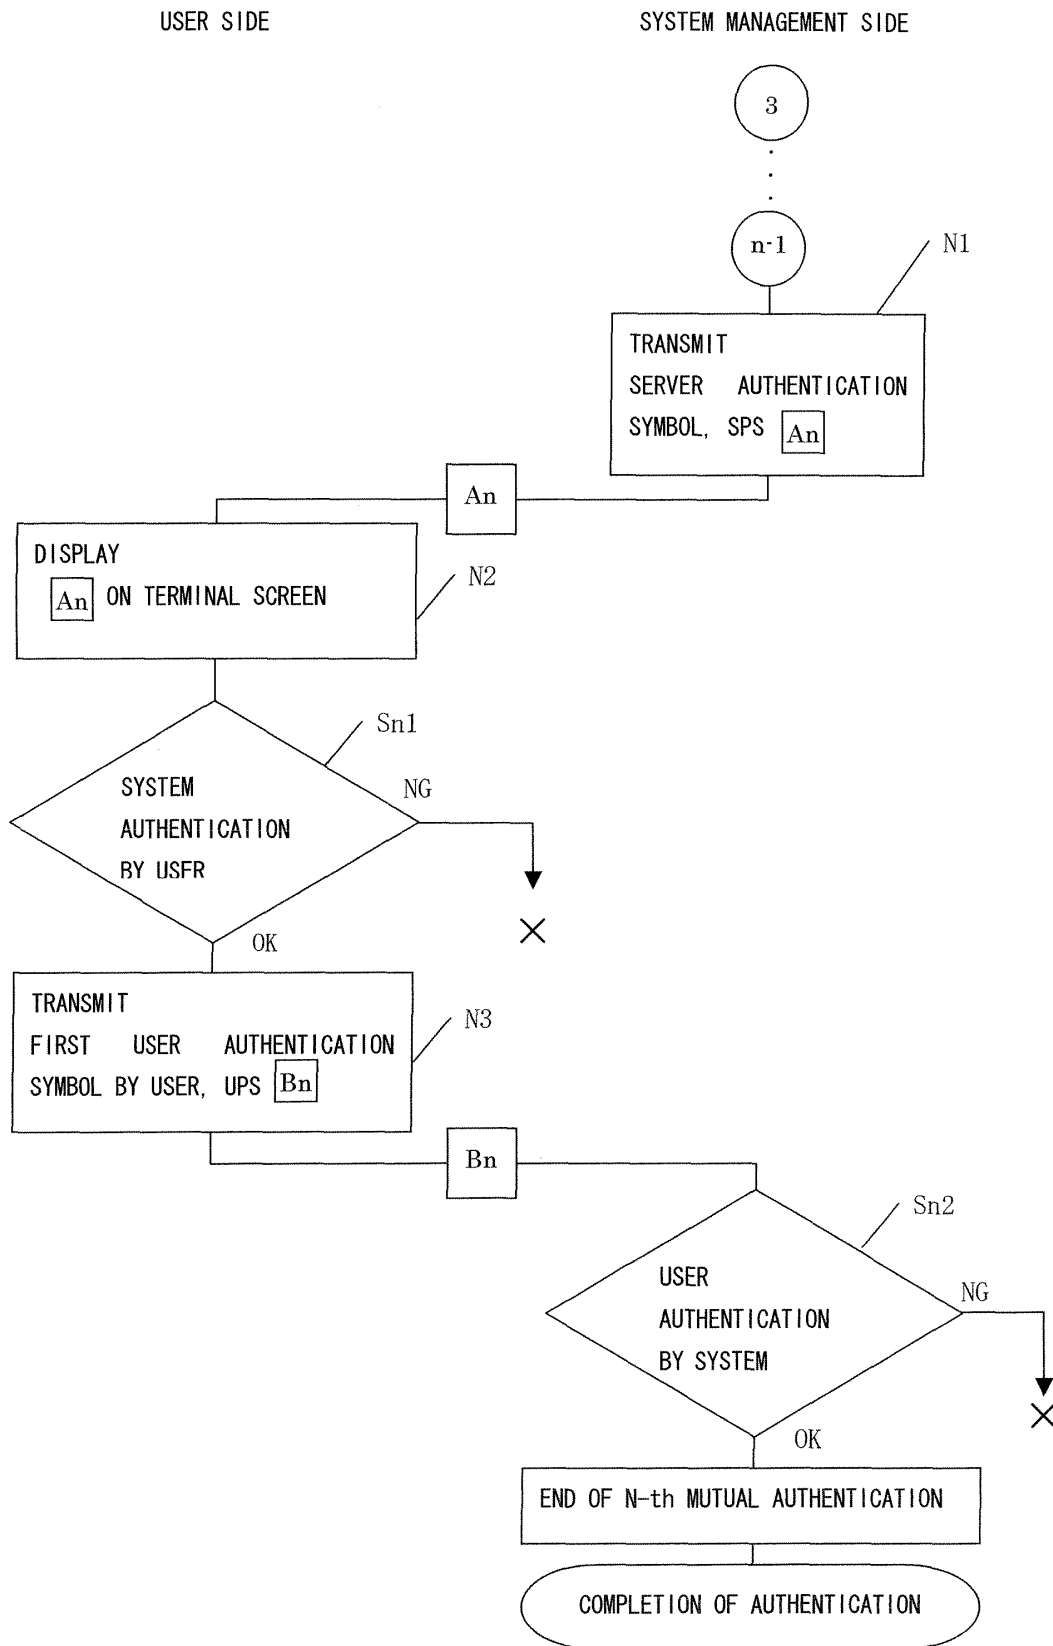 USER SIDE
SYSTEM MANAGEMENT SIDE
3
n-1
N1
TRANSMIT
SERVER AUTHENTICATION
SYMBOL, SPS An
An
DISPLAY
An ON TERMINAL SCREEN
N2
Sn1
SYSTEM
AUTHENTICATION
BY USER
NG
OK
TRANSMIT
FIRST USER AUTHENTICATION
SYMBOL BY USER, UPS Bn
N3
Bn
Sn2
USER
AUTHENTICATION
BY SYSTEM
NG
OK
END OF N-th MUTUAL AUTHENTICATION
COMPLETION OF AUTHENTICATION